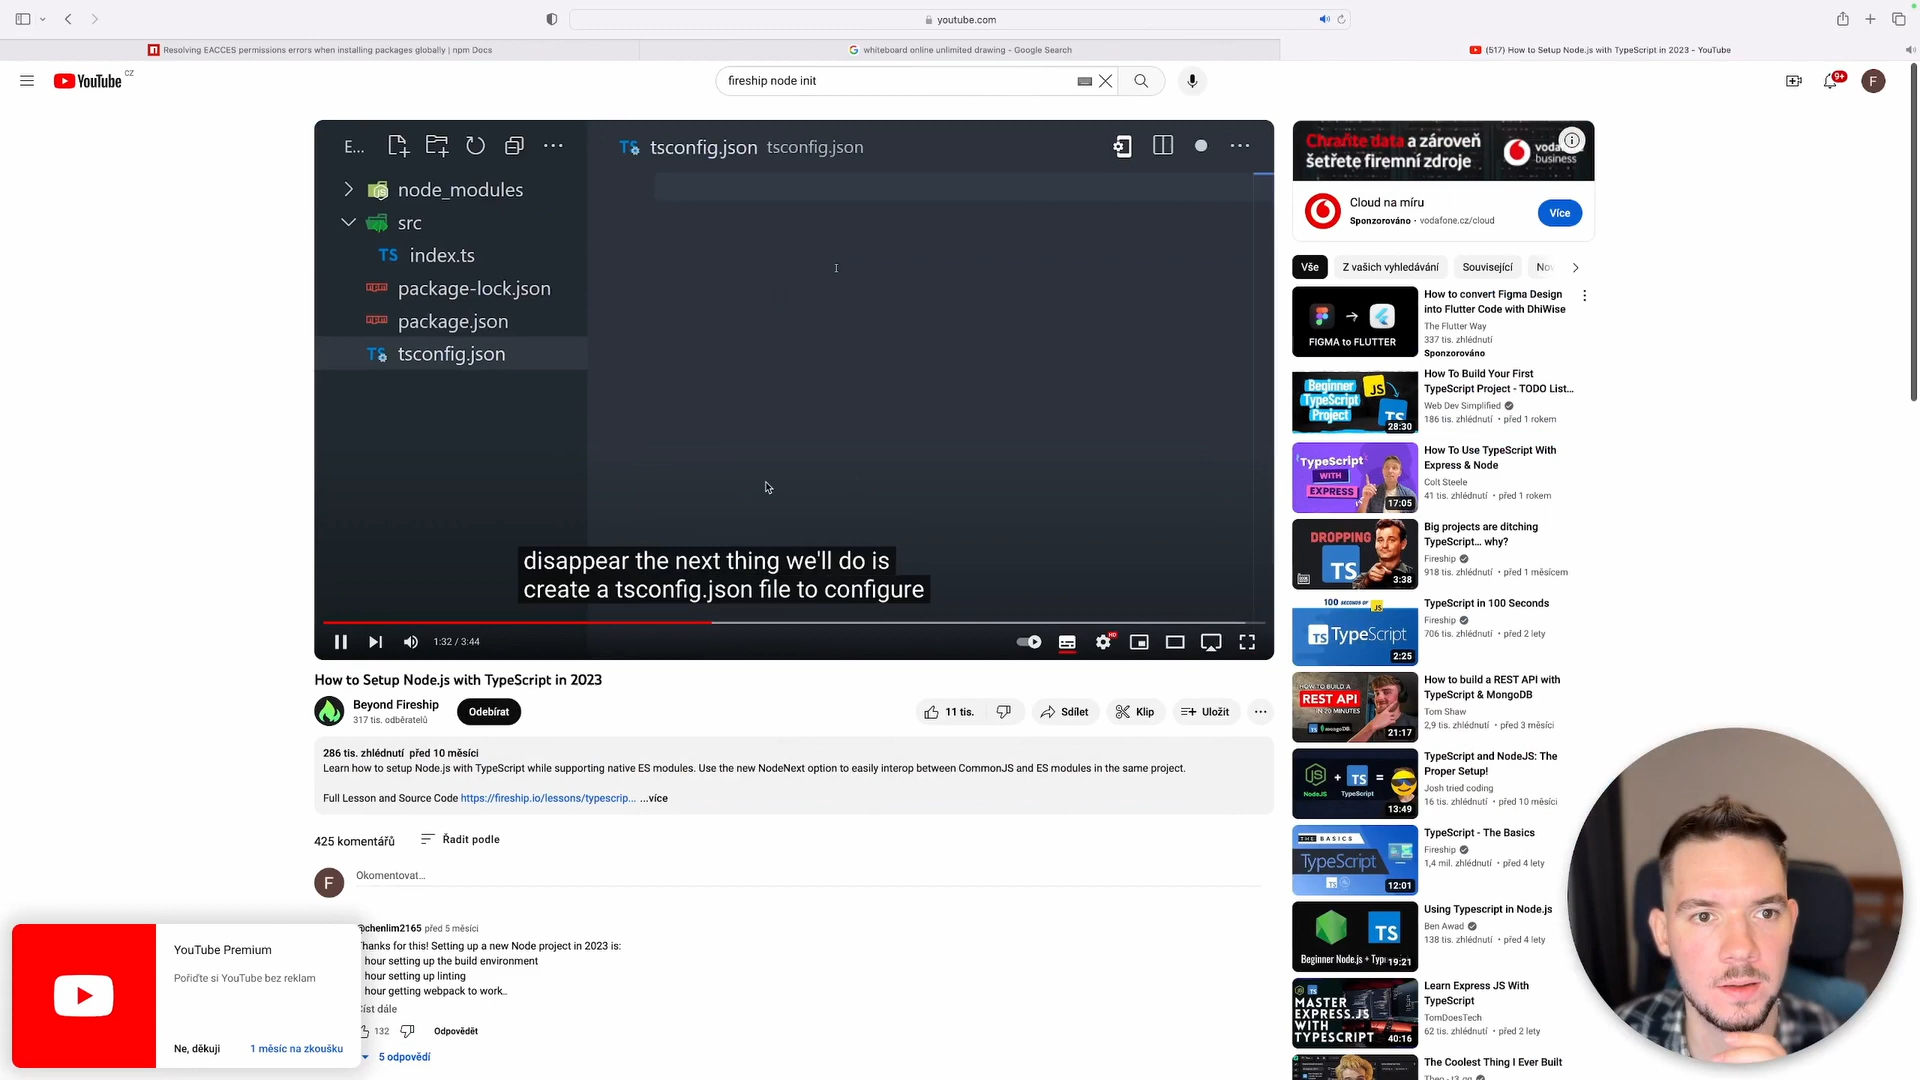 youtube.com
Resolving EACCES permissions errors when installing packages globally | npm Docs
whiteboard online unlimited drawing - Google Search
(517) How to Setup Node.js with TypeScript in 2023 - YouTube
YouTube CZ
fireship node init
9+
F
E...
tsconfig.json tsconfig.json
node_modules
src
TS index.ts
package-lock.json
package.json
TS tsconfig.json
disappear the next thing we'll do is
create a tsconfig.json file to configure
1:32 / 3:44
HD
How to Setup Node.js with TypeScript in 2023
Beyond Fireship
317 tis. odběratelů
Odebírat
11 tis.
Sdílet
Klip
Uložit
286 tis. zhlédnutí před 10 měsíci
Learn how to setup Node.js with TypeScript while supporting native ES modules. Use the new NodeNext option to easily interop between CommonJS and ES modules in the same project.
Full Lesson and Source Code https://fireship.io/lessons/typescrip... ...více
425 komentářů
Řadit podle
F
Okomentovat...
@chenlim2165 před 5 měsíci
hanks for this! Setting up a new Node project in 2023 is:
hour setting up the build environment
hour setting up linting
hour getting webpack to work..
Číst dále
132
Odpovědět
5 odpovědí
YouTube Premium
Pořiďte si YouTube bez reklam
Ne, děkuji
1 měsíc na zkoušku
Chraňte data a zároveň
šetřete firemní zdroje
vodafone
business
Cloud na míru
Sponzorováno · vodafone.cz/cloud
Více
Vše
Z vašich vyhledávání
Související
Nov
FIGMA to FLUTTER
How to convert Figma Design
into Flutter Code with DhiWise
The Flutter Way
337 tis. zhlédnutí
Sponzorováno
Beginner
TypeScript
Project
JS
TS
28:30
How To Build Your First
TypeScript Project - TODO List...
Web Dev Simplified
186 tis. zhlédnutí • před 1 rokem
TypeScript
WITH
EXPRESS
17:05
How To Use TypeScript With
Express & Node
Colt Steele
41 tis. zhlédnutí • před 1 rokem
DROPPING
TS
3:38
Big projects are ditching
TypeScript... why?
Fireship
918 tis. zhlédnutí • před 1 měsícem
100 SECONDS OF JS
TS TypeScript
2:25
TypeScript in 100 Seconds
Fireship
706 tis. zhlédnutí • před 2 lety
HOW TO BUILD A
REST API
IN 20 MINUTES
21:17
How to build a REST API with
TypeScript & MongoDB
Tom Shaw
2,9 tis. zhlédnutí • před 3 měsíci
TS
NodeJS
TypeScript
13:49
TypeScript and NodeJS: The
Proper Setup!
Josh tried coding
16 tis. zhlédnutí • před 10 měsíci
THE BASICS
TypeScript
12:01
TypeScript - The Basics
Fireship
1,4 mil. zhlédnutí • před 4 lety
TS
Beginner Node.js + Typ
19:21
Using Typescript in Node.js
Ben Awad
138 tis. zhlédnutí • před 4 lety
MASTER
EXPRESS.JS
WITH
TYPESCRIPT
40:16
Learn Express JS With
Typescript
TomDoesTech
62 tis. zhlédnutí • před 2 lety
The Coolest Thing I Ever Built